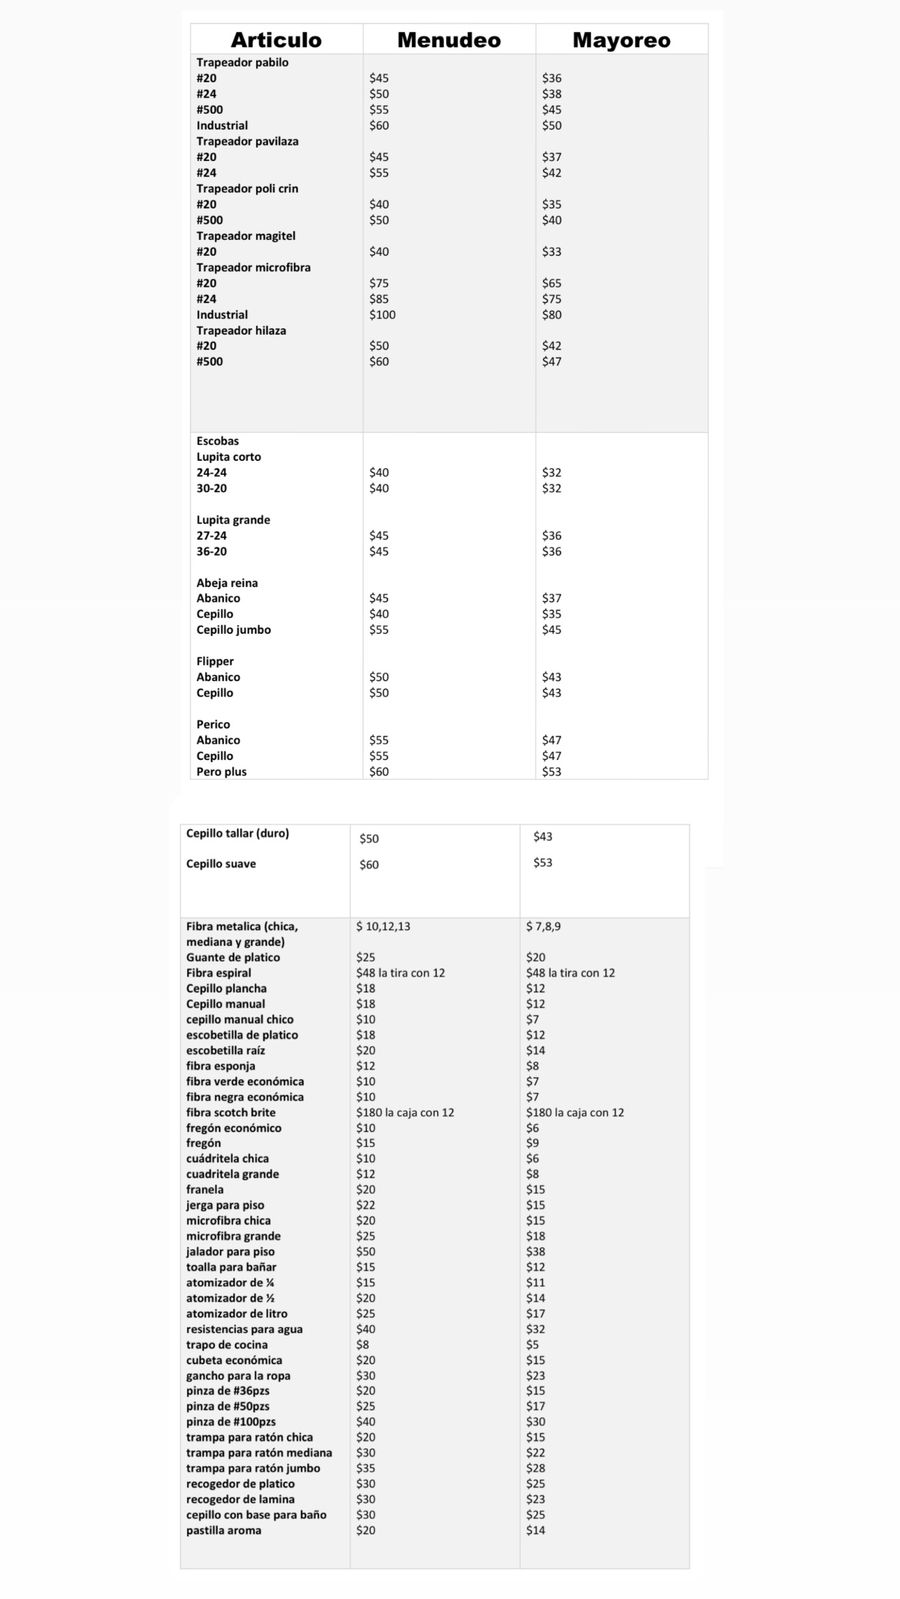 Articulo Menudeo Mayoreo
Trapeador pabilo
#20 $45 $36
#24 $50 $38
#500 $55 $45
Industrial $60 $50
Trapeador pavilaza
#20 $45 $37
#24 $55 $42
Trapeador poli crin
#20 $40 $35
#500 $50 $40
Trapeador magitel
#20 $40 $33
Trapeador microfibra
#20 $75 $65
#24 $85 $75
Industrial $100 $80
Trapeador hilaza
#20 $50 $42
#500 $60 $47
Escobas
Lupita corto
24-24 $40 $32
30-20 $40 $32
Lupita grande
27-24 $45 $36
36-20 $45 $36
Abeja reina
Abanico $45 $37
Cepillo $40 $35
Cepillo jumbo $55 $45
Flipper
Abanico $50 $43
Cepillo $50 $43
Perico
Abanico $55 $47
Cepillo $55 $47
Pero plus $60 $53
Cepillo tallar (duro) $50 $43
Cepillo suave $60 $53
Fibra metalica (chica, $ 10,12,13 $ 7,8,9
mediana y grande)
Guante de platico $25 $20
Fibra espiral $48 la tira con 12 $48 la tira con 12
Cepillo plancha $18 $12
Cepillo manual $18 $12
cepillo manual chico $10 $7
escobetilla de platico $18 $12
escobetilla raíz $20 $14
fibra esponja $12 $8
fibra verde económica $10 $7
fibra negra económica $10 $7
fibra scotch brite $180 la caja con 12 $180 la caja con 12
fregón económico $10 $6
fregón $15 $9
cuádritela chica $10 $6
cuadritela grande $12 $8
franela $20 $15
jerga para piso $22 $15
microfibra chica $20 $15
microfibra grande $25 $18
jalador para piso $50 $38
toalla para bañar $15 $12
atomizador de ¼ $15 $11
atomizador de ½ $20 $14
atomizador de litro $25 $17
resistencias para agua $40 $32
trapo de cocina $8 $5
cubeta económica $20 $15
gancho para la ropa $30 $23
pinza de #36pzs $20 $15
pinza de #50pzs $25 $17
pinza de #100pzs $40 $30
trampa para ratón chica $20 $15
trampa para ratón mediana $30 $22
trampa para ratón jumbo $35 $28
recogedor de platico $30 $25
recogedor de lamina $30 $23
cepillo con base para baño $30 $25
pastilla aroma $20 $14